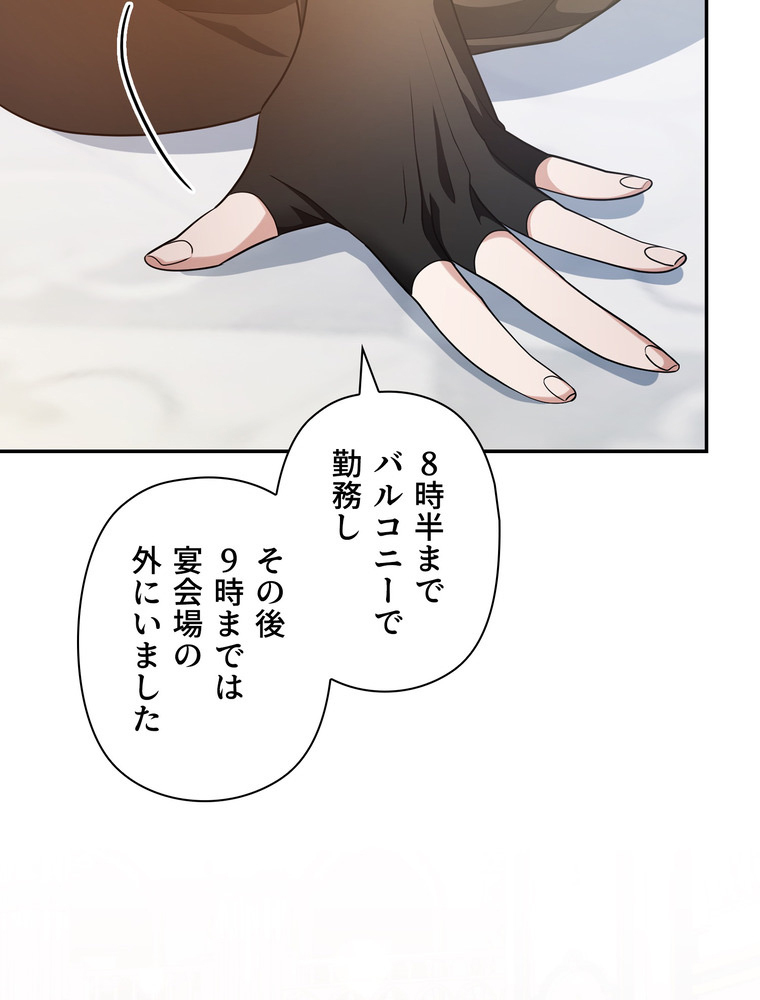 8時半まで
バルコニーで
勤務し
その後
9時までは
宴会場の
外にいました